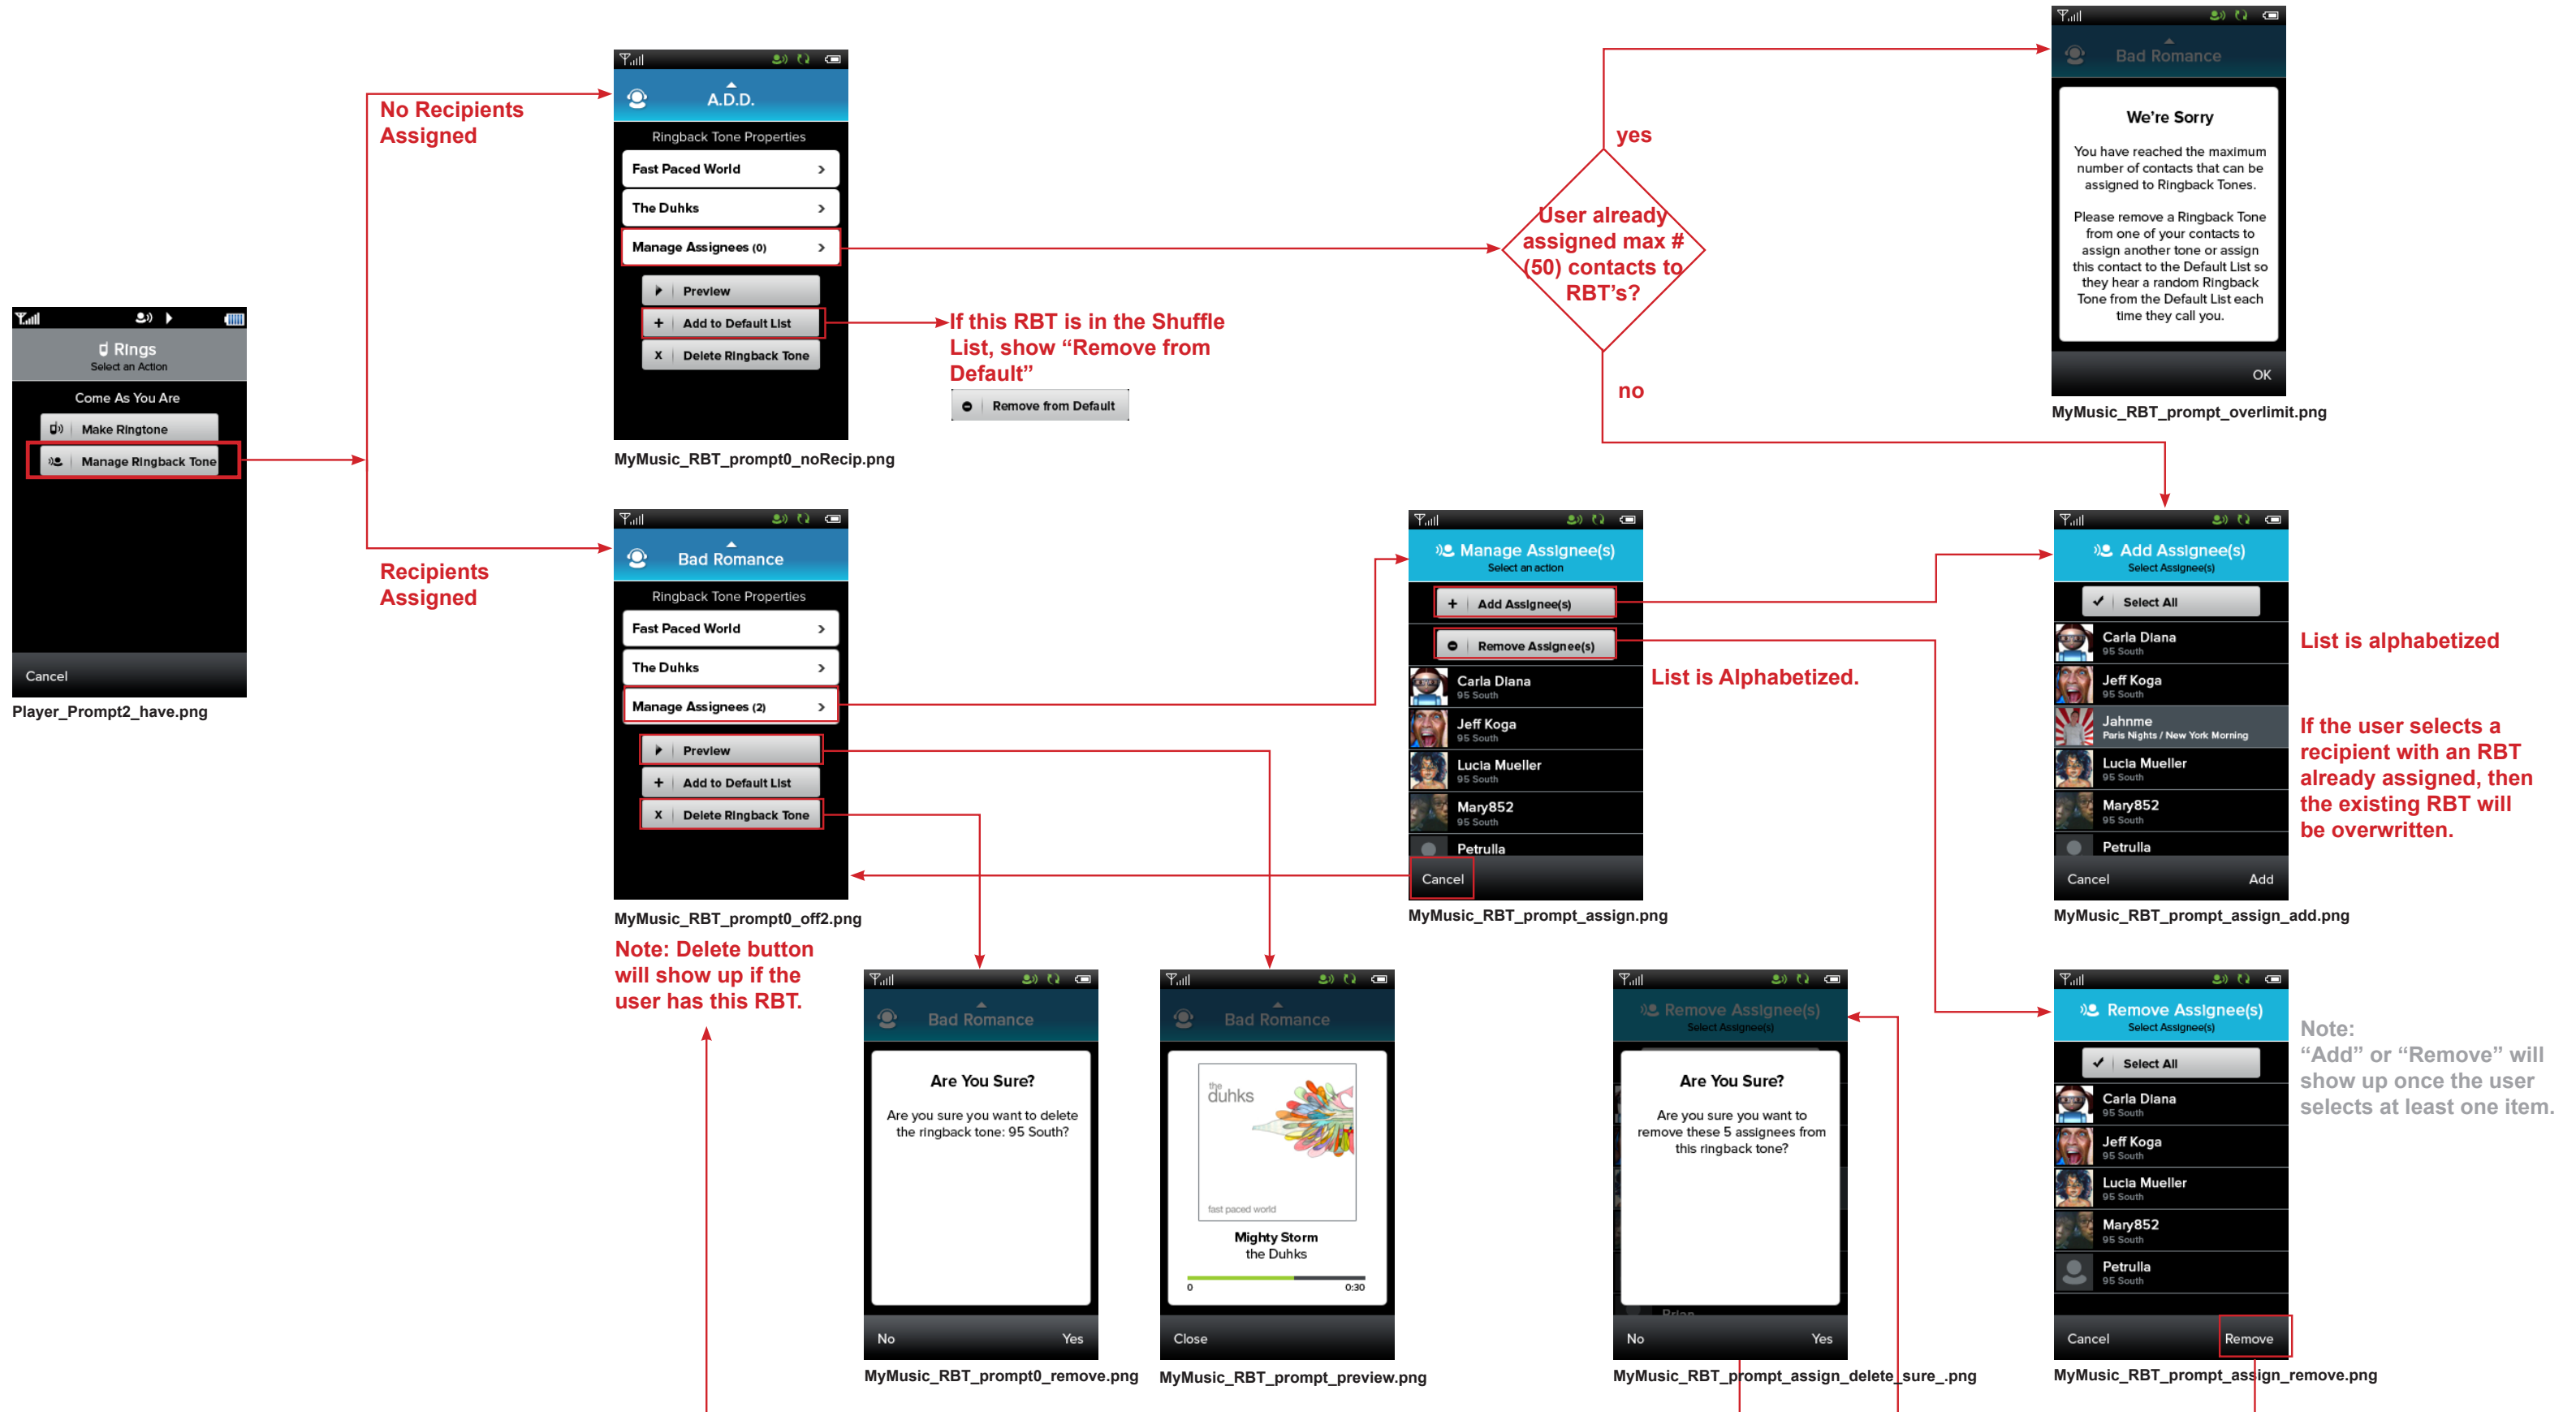 Rings
Select an Action
Come As You Are
Make Ringtone
Manage Ringback Tone
Cancel
Player_Prompt2_have.png
No Recipients
Assigned
Recipients
Assigned
A.D.D.
Ringback Tone Properties
Fast Paced World
The Duhks
Manage Assignees (0)
Preview
+ Add to Default List
X Delete Ringback Tone
MyMusic_RBT_prompt0_noRecip.png
If this RBT is in the Shuffle
List, show “Remove from
Default”
Remove from Default
yes
User already
assigned max #
(50) contacts to
RBT's?
no
Bad Romance
We're Sorry
You have reached the maximum
number of contacts that can be
assigned to Ringback Tones.
Please remove a Ringback Tone
from one of your contacts to
assign another tone or assign
this contact to the Default List so
they hear a random Ringback
Tone from the Default List each
time they call you.
OK
MyMusic_RBT_prompt_overlimit.png
Bad Romance
Ringback Tone Properties
Fast Paced World
The Duhks
Manage Assignees (2)
Preview
+ Add to Default List
X Delete Ringback Tone
MyMusic_RBT_prompt0_off2.png
Note: Delete button
will show up if the
user has this RBT.
Manage Assignee(s)
Select an action
+ Add Assignee(s)
Remove Assignee(s)
Carla Diana
95 South
Jeff Koga
95 South
Lucia Mueller
95 South
Mary852
95 South
Petrulla
Cancel
MyMusic_RBT_prompt_assign.png
List is Alphabetized.
Add Assignee(s)
Select Assignee(s)
Select All
Carla Diana
95 South
Jeff Koga
95 South
Jahnme
Paris Nights / New York Morning
Lucia Mueller
95 South
Mary852
95 South
Petrulla
Cancel Add
MyMusic_RBT_prompt_assign_add.png
List is alphabetized
If the user selects a
recipient with an RBT
already assigned, then
the existing RBT will
be overwritten.
Bad Romance
Are You Sure?
Are you sure you want to delete
the ringback tone: 95 South?
No Yes
MyMusic_RBT_prompt0_remove.png
Bad Romance
the
duhks
fast paced world
Mighty Storm
the Duhks
0 0:30
Close
MyMusic_RBT_prompt_preview.png
Remove Assignee(s)
Select Assignee(s)
Are You Sure?
Are you sure you want to
remove these 5 assignees from
this ringback tone?
Brian
No Yes
MyMusic_RBT_prompt_assign_delete_sure_.png
Remove Assignee(s)
Select Assignee(s)
Select All
Carla Diana
95 South
Jeff Koga
95 South
Lucia Mueller
95 South
Mary852
95 South
Petrulla
95 South
Cancel Remove
MyMusic_RBT_prompt_assign_remove.png
Note:
“Add” or “Remove” will
show up once the user
selects at least one item.